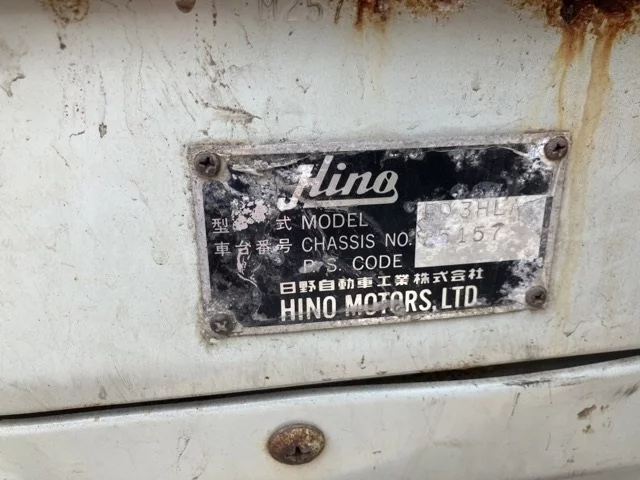 Hino
型 式 MODEL
車台番号 CHASSIS NO. 5157
P. S. CODE
日野自動車工業株式会社
HINO MOTORS, LTD